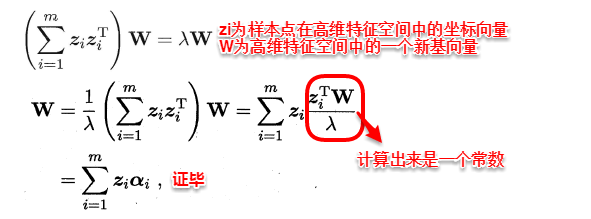 (∑_{i=1}^{m} z_i z_i^T) W = λW zi为样本点在高维特征空间中的坐标向量
W为高维特征空间中的一个新基向量
W = \frac{1}{λ} (∑_{i=1}^{m} z_i z_i^T) W = ∑_{i=1}^{m} z_i \frac{z_i^T W}{λ}
计算出来是一个常数
= ∑_{i=1}^{m} z_i α_i , 证毕